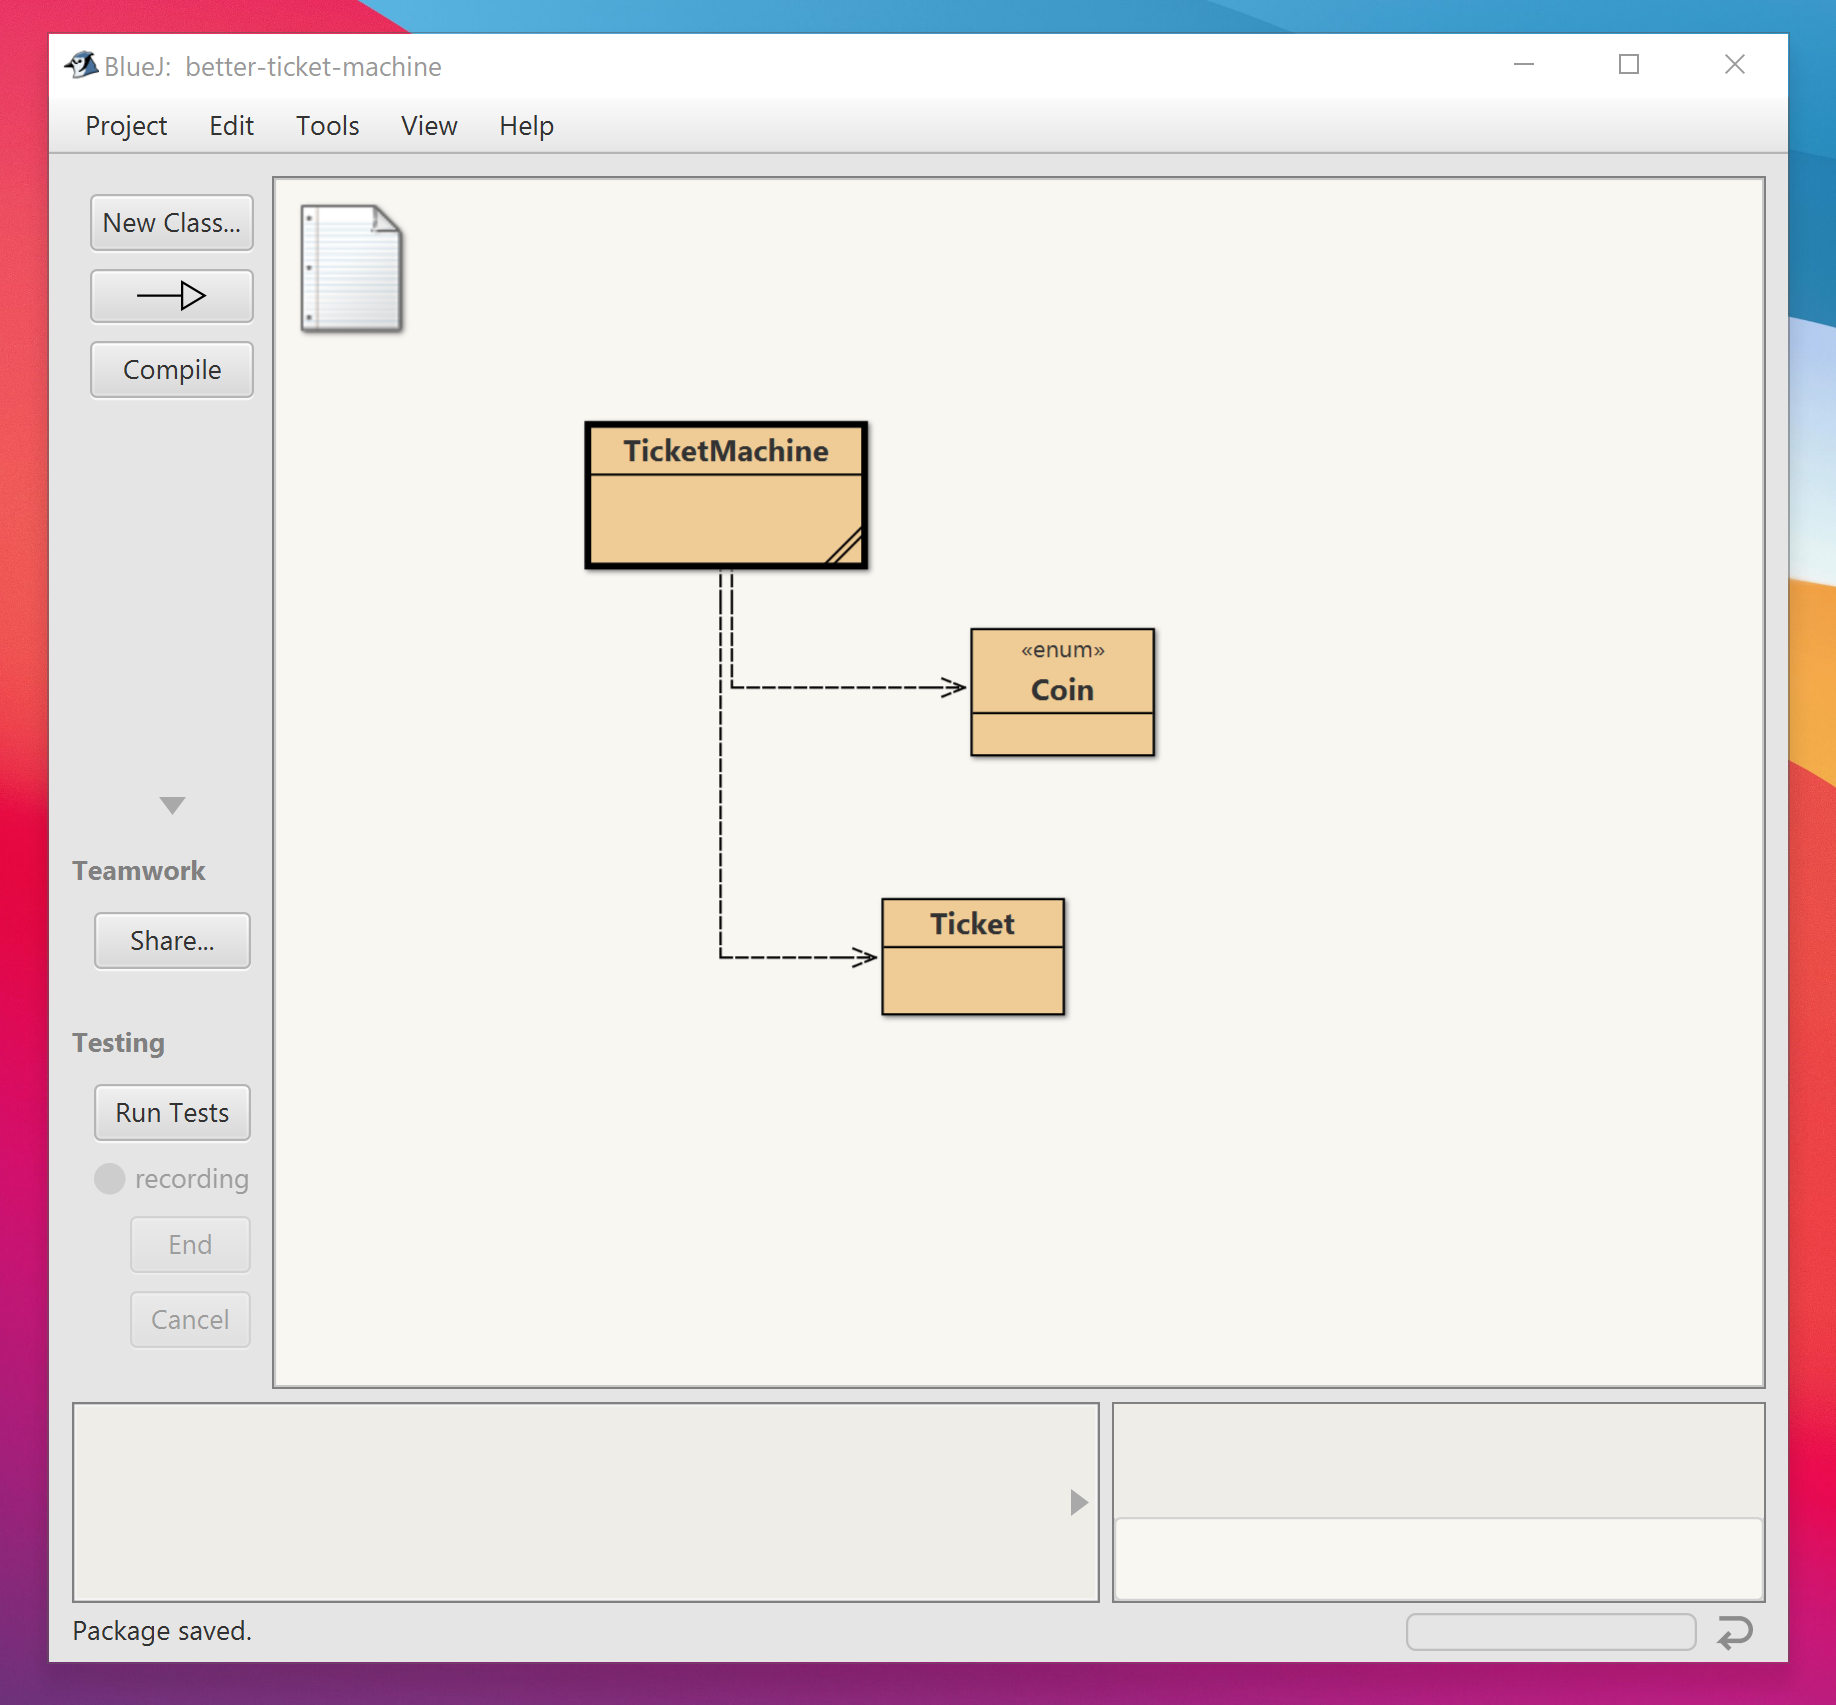 BlueJ: better-ticket-machine
Project Edit Tools View Help
New Class...
Compile
TicketMachine
«enum»
Coin
Ticket
Teamwork
Share...
Testing
Run Tests
recording
End
Cancel
Package saved.